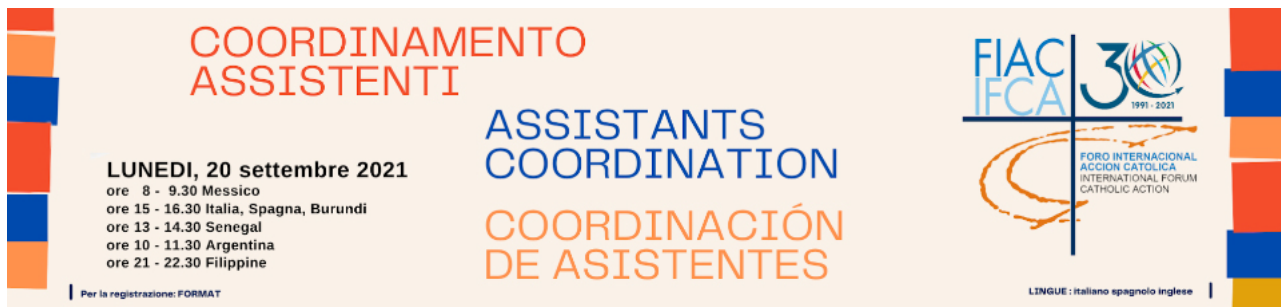 COORDINAMENTO
ASSISTENTI
ASSISTANTS
COORDINATION
COORDINACIÓN
DE ASISTENTES
LUNEDI, 20 settembre 2021
ore 8 - 9.30 Messico
ore 15 - 16.30 Italia, Spagna, Burundi
ore 13 - 14.30 Senegal
ore 10 - 11.30 Argentina
ore 21 - 22.30 Filippine
Per la registrazione: FORMAT
FIAC
IFCA
30
1991 - 2021
FORO INTERNACIONAL
ACCION CATOLICA
INTERNATIONAL FORUM
CATHOLIC ACTION
LINGUE : italiano spagnolo inglese